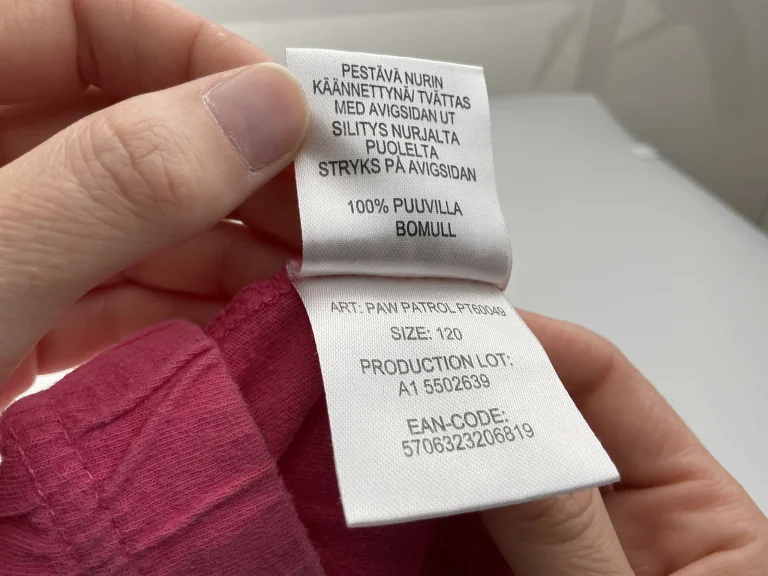 PESTÄVÄ NURIN
KÄÄNNETTYNÄ/ TVÄTTAS
MED AVIGSIDAN UT
SILITYS NURJALTA
PUOLELTA
STRYKS PÅ AVIGSIDAN
100% PUUVILLA
BOMULL
ART: PAW PATROL PT60049
SIZE: 120
PRODUCTION LOT:
A1 5502639
EAN-CODE:
5706323206819